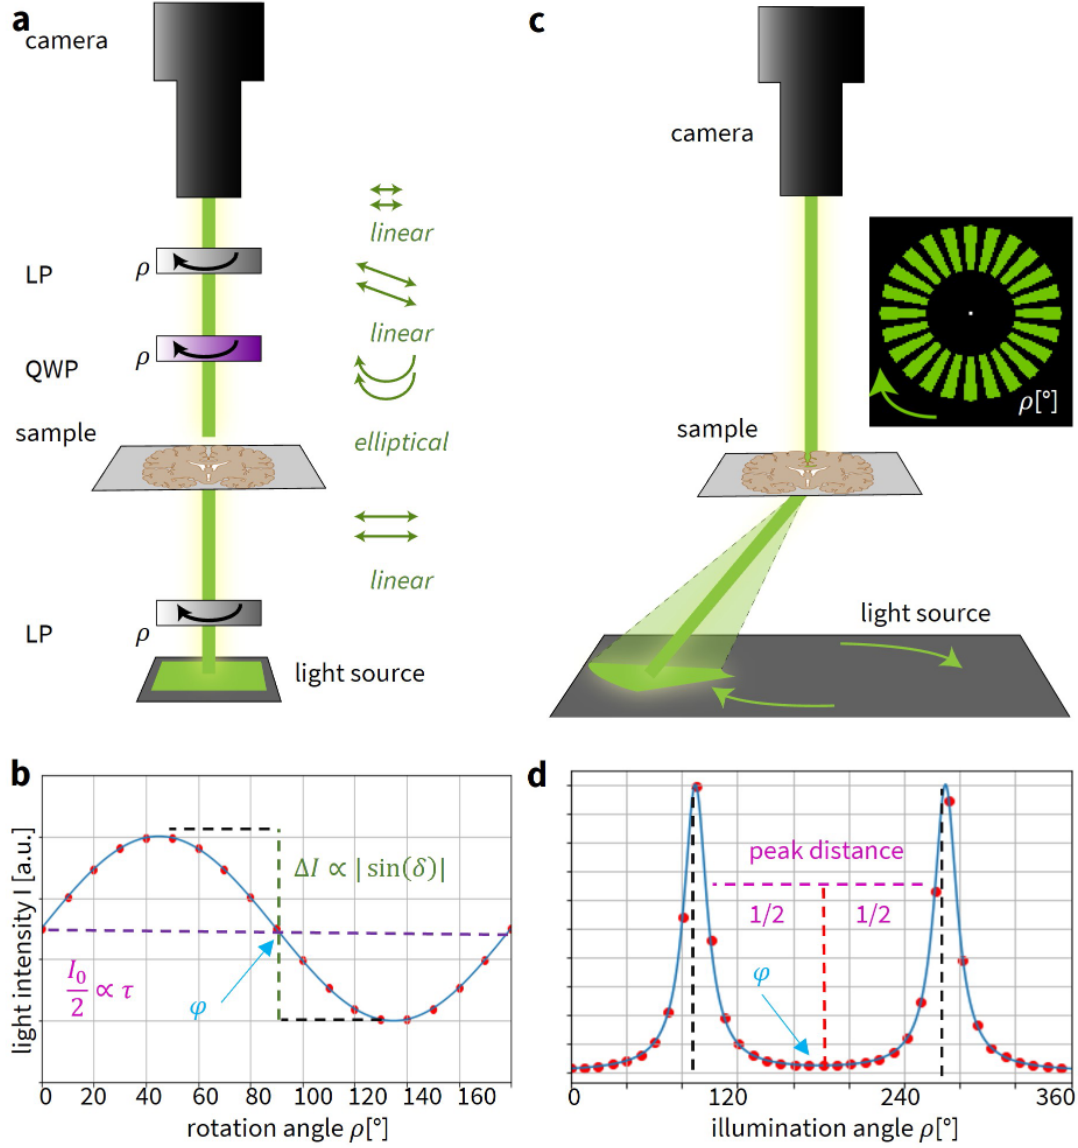 a
camera
linear
LP
ρ
linear
QWP
ρ
sample
elliptical
linear
LP
ρ
light source
b
light intensity I [a.u.]
ΔI ∝ | sin(δ)|
I₀/2 ∝ τ
φ
0 20 40 60 80 100 120 140 160
rotation angle ρ[°]
c
camera
ρ[°]
sample
light source
d
peak distance
1/2 1/2
φ
0 120 240 360
illumination angle ρ[°]